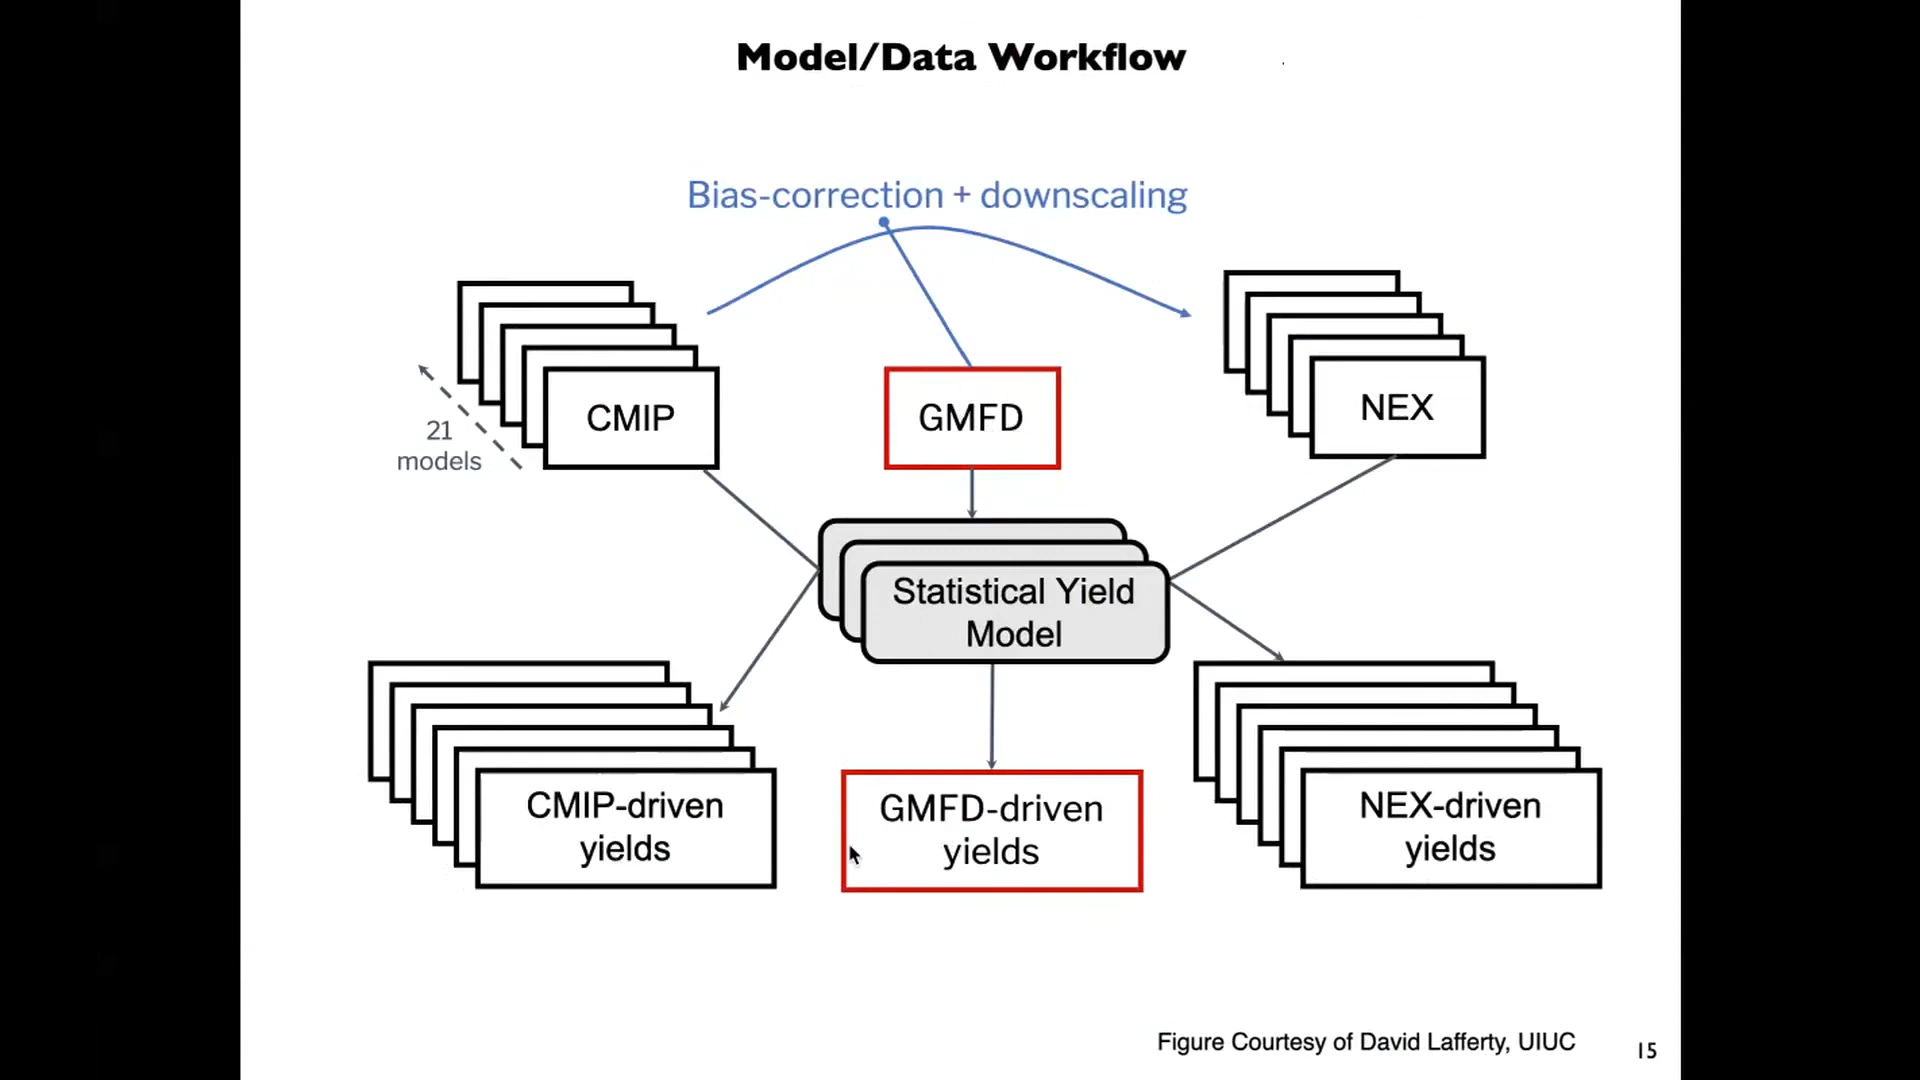 Model/Data Workflow
Bias-correction + downscaling
CMIP
GMFD
NEX
21
models
Statistical Yield
Model
CMIP-driven
yields
GMFD-driven
yields
NEX-driven
yields
Figure Courtesy of David Lafferty, UIUC
15